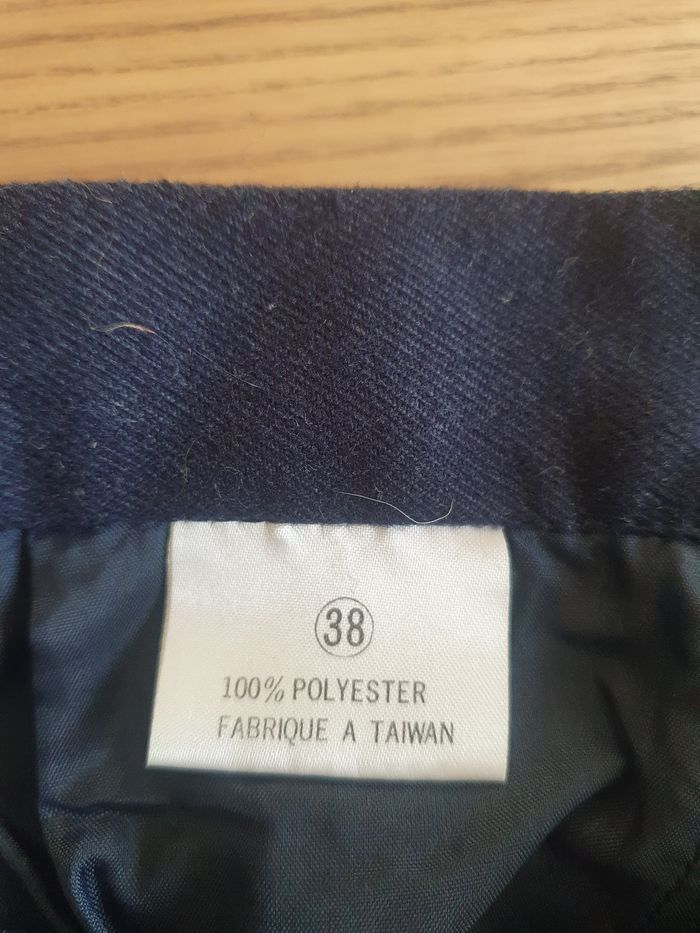 38
100% POLYESTER
FABRIQUE A TAIWAN